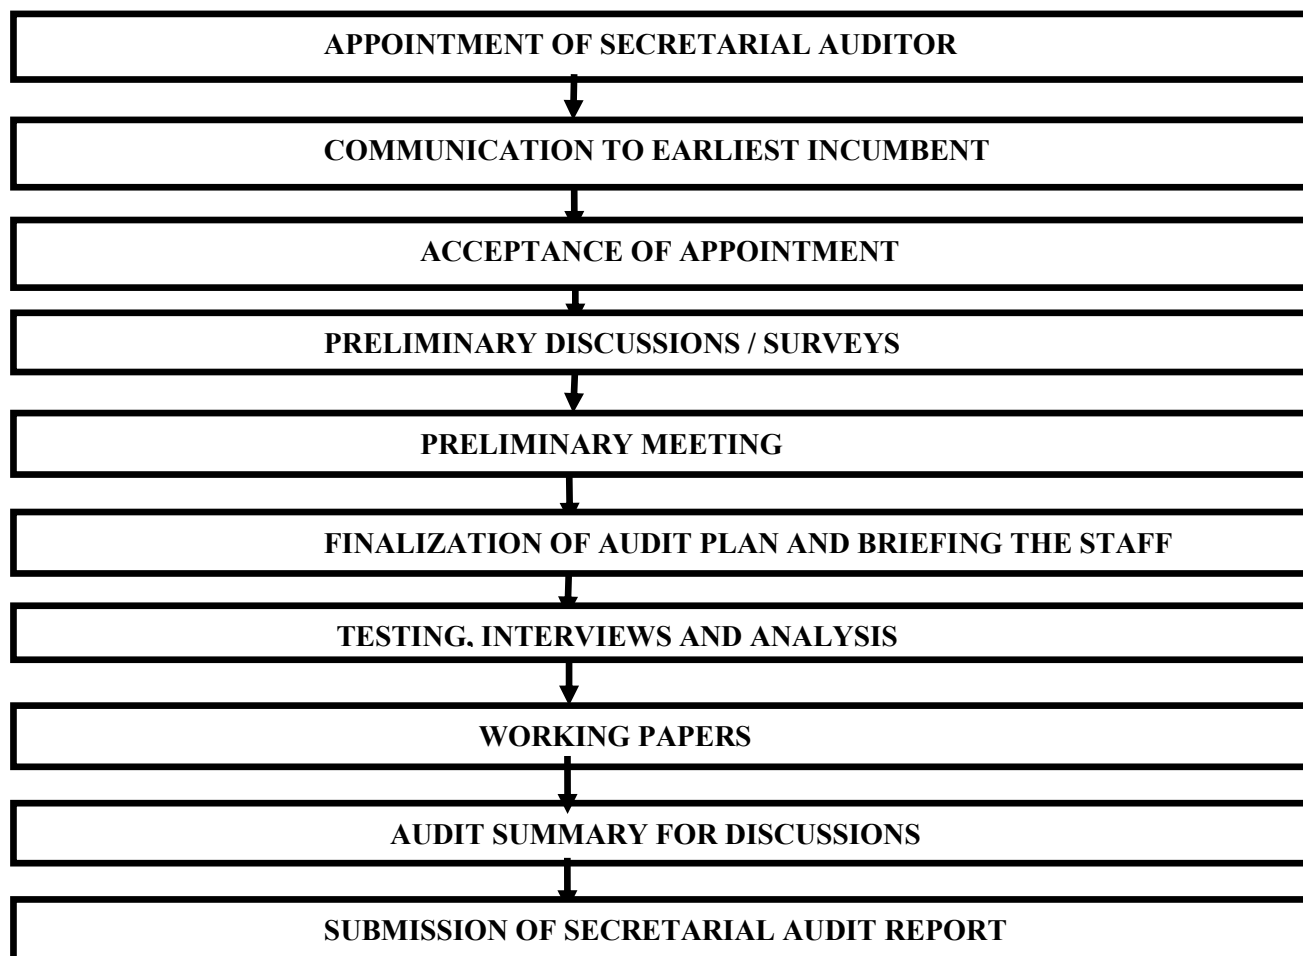 APPOINTMENT OF SECRETARIAL AUDITOR
COMMUNICATION TO EARLIEST INCUMBENT
ACCEPTANCE OF APPOINTMENT
PRELIMINARY DISCUSSIONS / SURVEYS
PRELIMINARY MEETING
FINALIZATION OF AUDIT PLAN AND BRIEFING THE STAFF
TESTING, INTERVIEWS AND ANALYSIS
WORKING PAPERS
AUDIT SUMMARY FOR DISCUSSIONS
SUBMISSION OF SECRETARIAL AUDIT REPORT